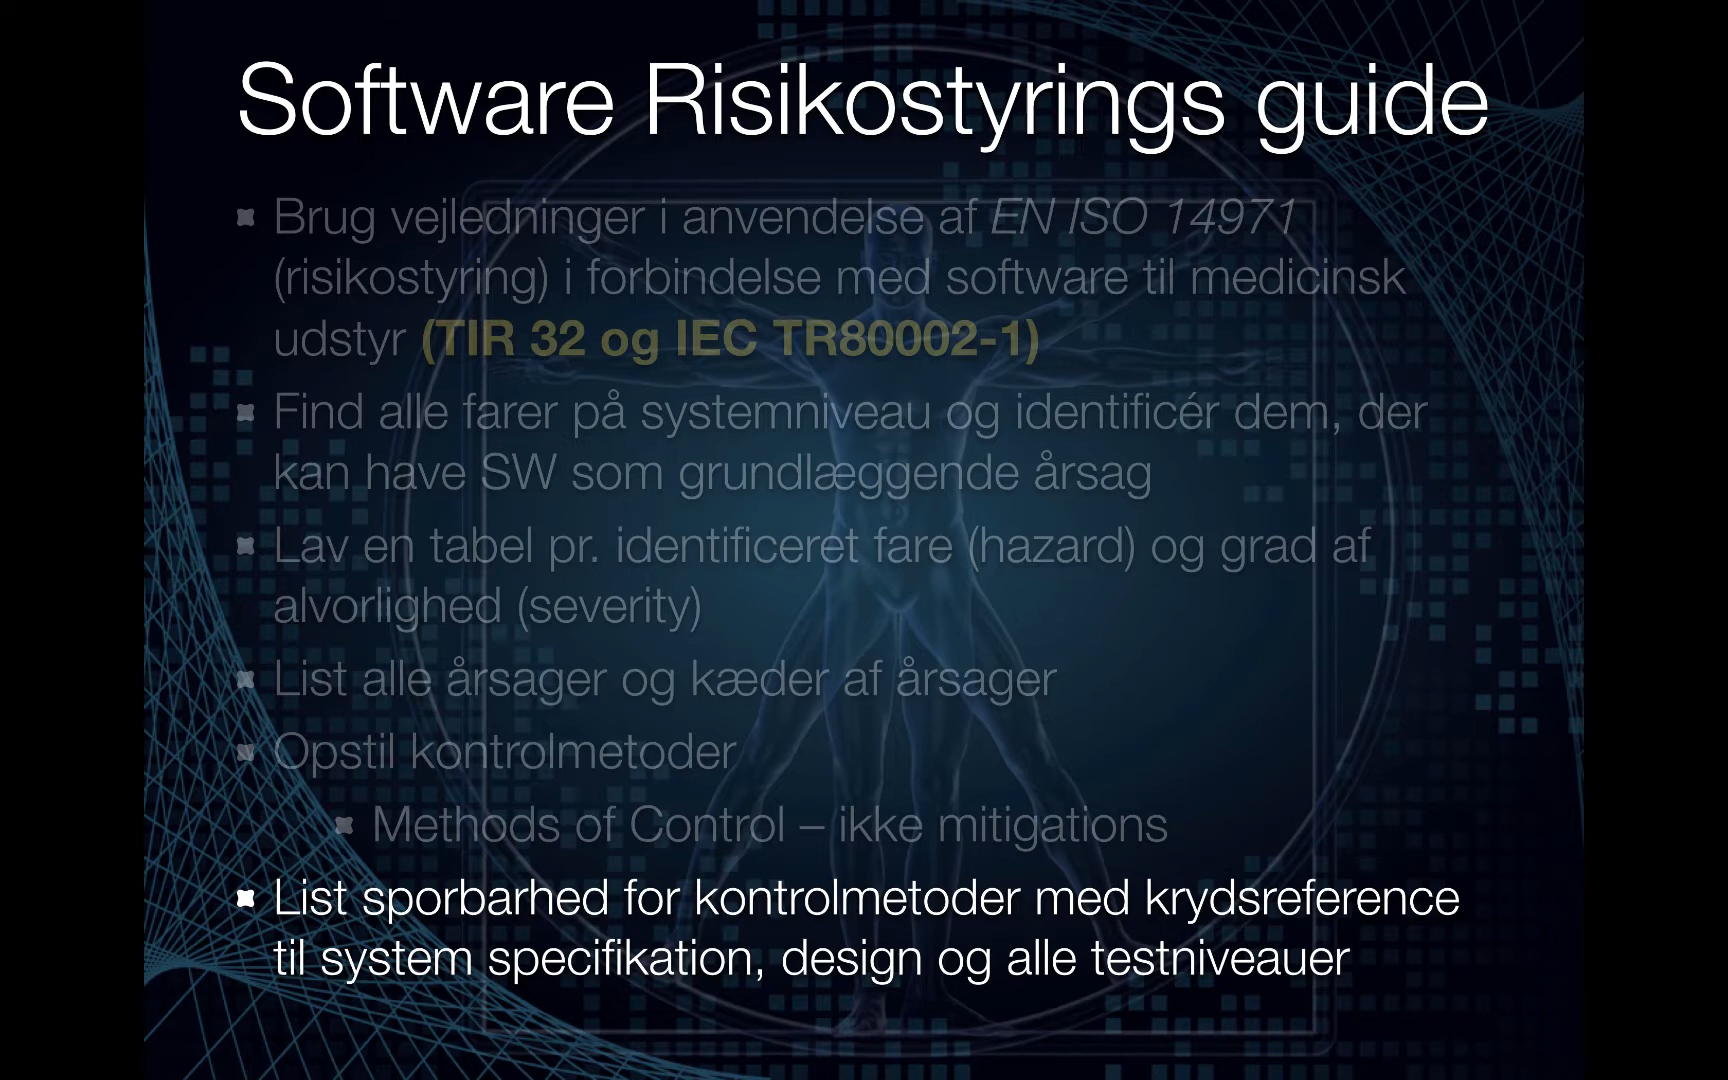 Software Risikostyrings guide
Brug vejledninger i anvendelse af EN ISO 14971
(risikostyring) i forbindelse med software til medicinsk
udstyr (TIR 32 og IEC TR80002-1)
Find alle farer på systemniveau og identificér dem, der
kan have SW som grundlæggende årsag
Lav en tabel pr. identificeret fare (hazard) og grad af
alvorlighed (severity)
List alle årsager og kæder af årsager
Opstil kontrolmetoder
Methods of Control – ikke mitigations
List sporbarhed for kontrolmetoder med krydsreference
til system specifikation, design og alle testniveauer